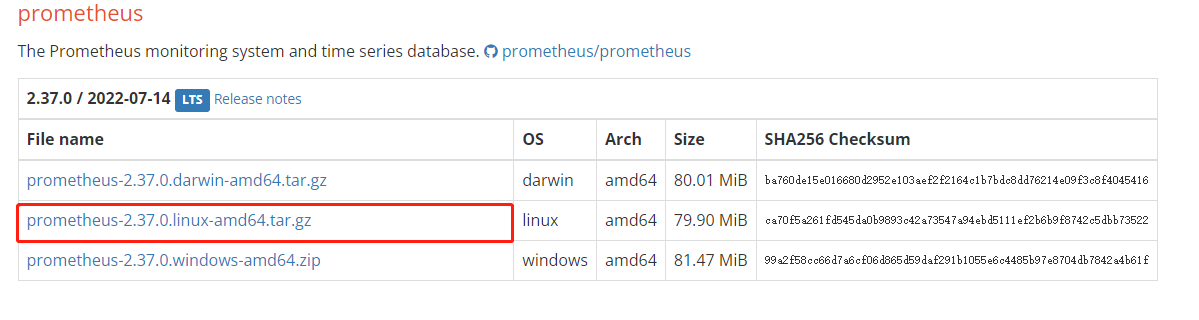 prometheus
The Prometheus monitoring system and time series database. prometheus/prometheus
2.37.0 / 2022-07-14 LTS Release notes
File name OS Arch Size SHA256 Checksum
prometheus-2.37.0.darwin-amd64.tar.gz darwin amd64 80.01 MiB ba760de15e016680d2952e103aef2f2164c1b7bdc8dd76214e09f3c8f4045416
prometheus-2.37.0.linux-amd64.tar.gz linux amd64 79.90 MiB ca70f5a261fd545da0b9893c42a73547a94ebd5111ef2b6b9f8742c5dbb73522
prometheus-2.37.0.windows-amd64.zip windows amd64 81.47 MiB 99a2f58cc66d7a6cf06d865d59daf291b1055e6c4485b97e8704db7842a4b61f